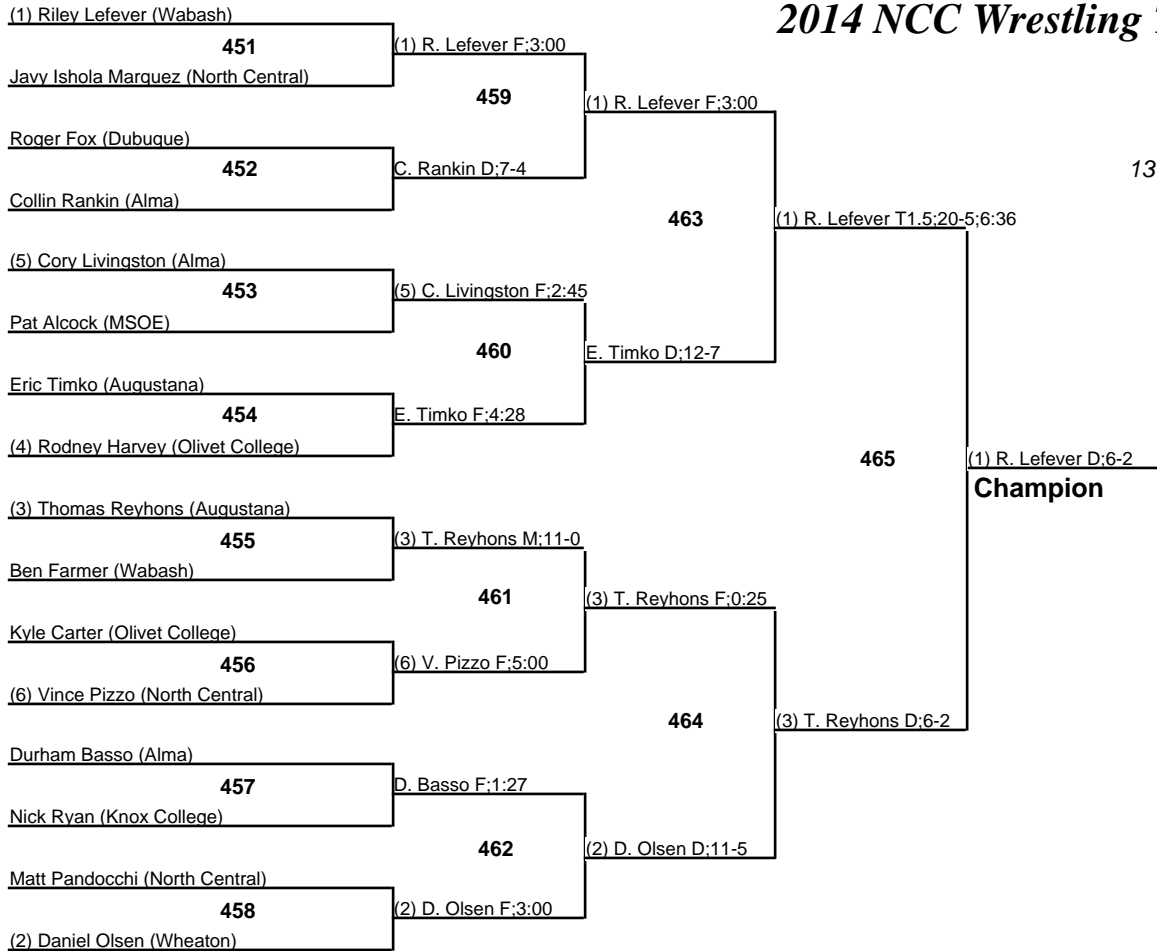 2014 NCC Wrestling
(1) Riley Lefever (Wabash)
451
(1) R. Lefever F;3:00
Javy Ishola Marquez (North Central)
459
(1) R. Lefever F;3:00
Roger Fox (Dubuque)
452
C. Rankin D;7-4
13
Collin Rankin (Alma)
463
(1) R. Lefever T1.5;20-5;6:36
(5) Cory Livingston (Alma)
453
(5) C. Livingston F;2:45
Pat Alcock (MSOE)
460
E. Timko D;12-7
Eric Timko (Augustana)
454
E. Timko F;4:28
(4) Rodney Harvey (Olivet College)
465
(1) R. Lefever D;6-2
Champion
(3) Thomas Reyhons (Augustana)
455
(3) T. Reyhons M;11-0
Ben Farmer (Wabash)
461
(3) T. Reyhons F;0:25
Kyle Carter (Olivet College)
456
(6) V. Pizzo F;5:00
(6) Vince Pizzo (North Central)
464
(3) T. Reyhons D;6-2
Durham Basso (Alma)
457
D. Basso F;1:27
Nick Ryan (Knox College)
462
(2) D. Olsen D;11-5
Matt Pandocchi (North Central)
458
(2) D. Olsen F;3:00
(2) Daniel Olsen (Wheaton)